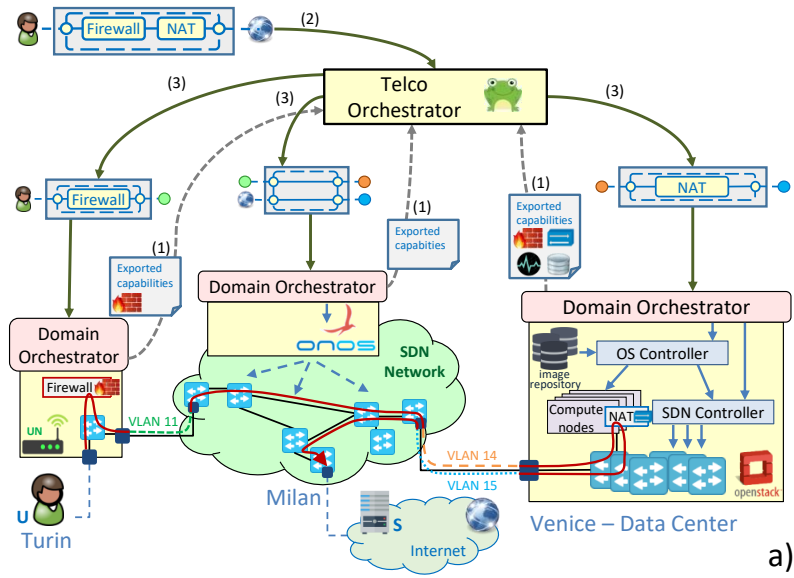 Firewall NAT
(2)
Telco
Orchestrator
(3)
(3)
(3)
Firewall
(1)
Exported
capabilities
(1)
Exported
capabities
(1)
Exported
capabilities
NAT
Domain
Orchestrator
Firewall
UN
VLAN 11
U
Turin
Domain Orchestrator
onos
SDN
Network
Milan
VLAN 14
VLAN 15
S
Internet
Domain Orchestrator
image
repository
OS Controller
Compute
nodes
NAT
SDN Controller
openstack
Venice – Data Center
a)